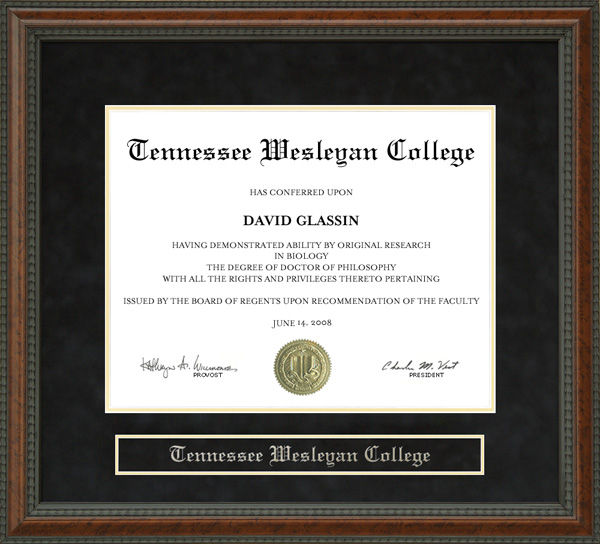 Tennessee Wesleyan College
HAS CONFERRED UPON
DAVID GLASSIN
HAVING DEMONSTRATED ABILITY BY ORIGINAL RESEARCH
IN BIOLOGY
THE DEGREE OF DOCTOR OF PHILOSOPHY
WITH ALL THE RIGHTS AND PRIVILEGES THERETO PERTAINING
ISSUED BY THE BOARD OF REGENTS UPON RECOMMENDATION OF THE FACULTY
JUNE 14, 2008
Charles M. Vest
PROVOST PRESIDENT
Tennessee Wesleyan College